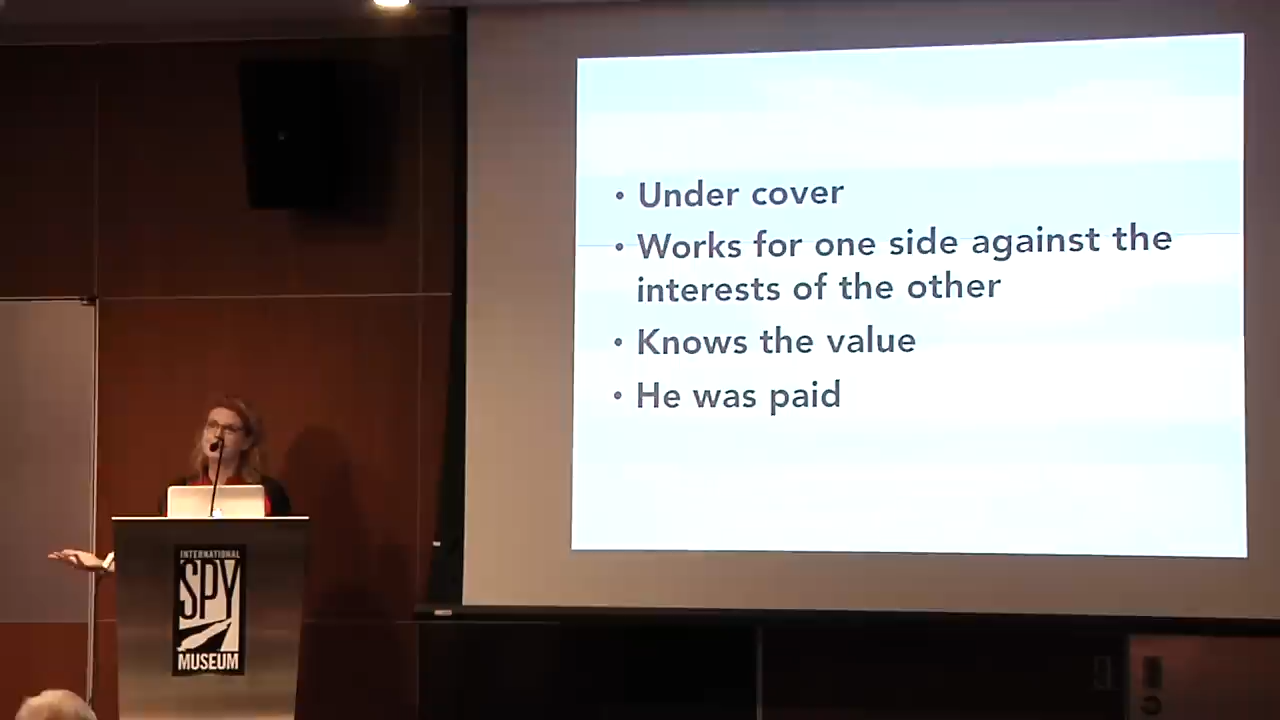 • Under cover
• Works for one side against the
interests of the other
• Knows the value
• He was paid
INTERNATIONAL
SPY
MUSEUM